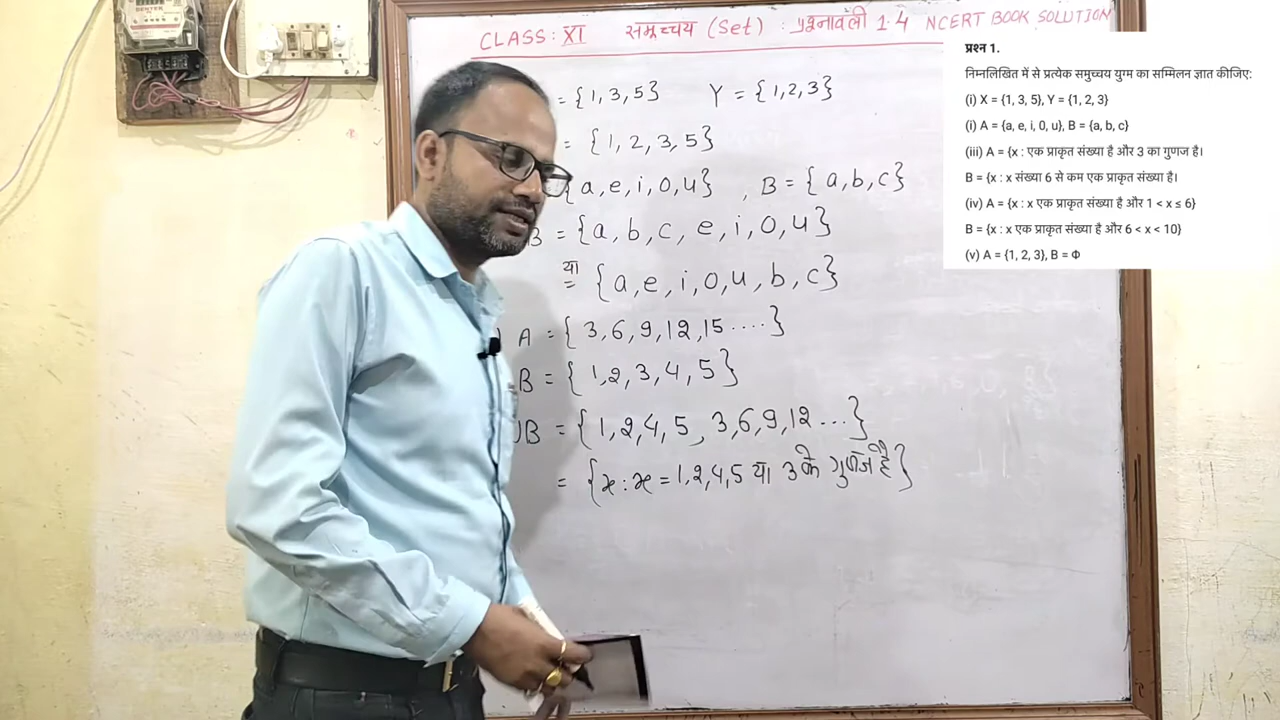 CLASS: XI समुच्चय (Set) : प्रश्नावली 1.4 NCERT BOOK SOLUTION
= {1,3,5} Y = {1,2,3}
= {1,2,3,5}
{a,e,i,0,u} , B = {a,b,c}
B = {a,b,c,e,i,0,u}
या = {a,e,i,0,u,b,c}
A = {3,6,9,12,15....}
B = {1,2,3,4,5}
UB = {1,2,4,5,3,6,9,12...}
= {x:x=1,2,4,5 या 3 के गुणज है}
प्रश्न 1.
निम्नलिखित में से प्रत्येक समुच्चय युग्म का सम्मिलन ज्ञात कीजिए:
(i) X = {1, 3, 5}, Y = {1, 2, 3}
(i) A = {a, e, i, 0, u}, B = {a, b, c}
(iii) A = {x : एक प्राकृत संख्या है और 3 का गुणज है।
B = {x : x संख्या 6 से कम एक प्राकृत संख्या है।
(iv) A = {x : x एक प्राकृत संख्या है और 1 < x ≤ 6}
B = {x : x एक प्राकृत संख्या है और 6 < x < 10}
(v) A = {1, 2, 3}, B = Φ